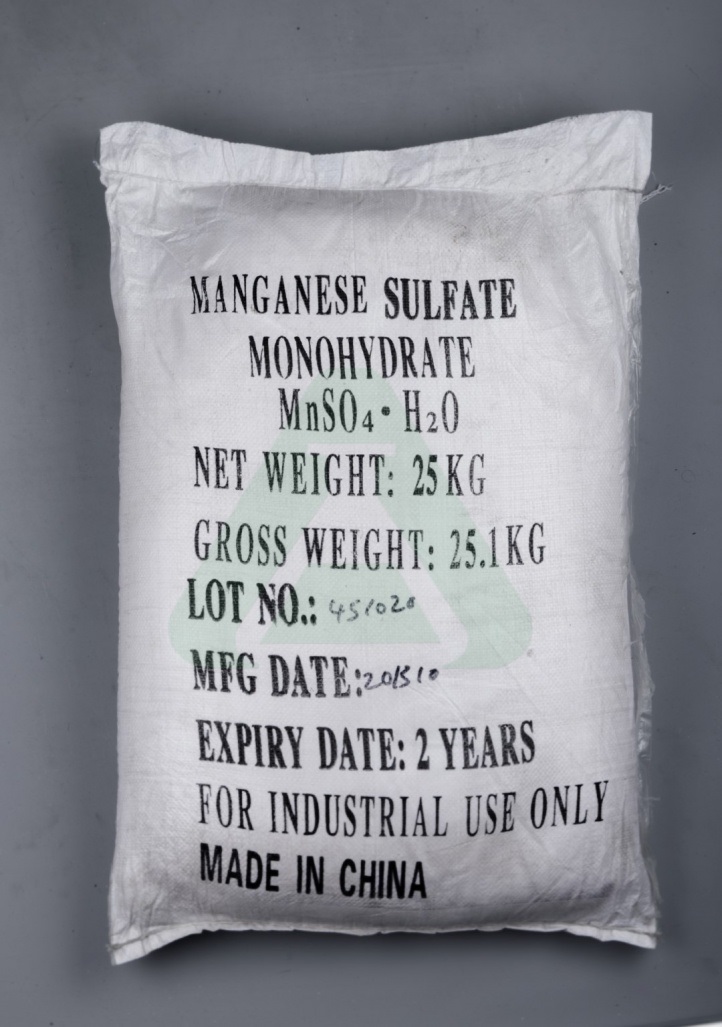 MANGANESE SULFATE
MONOHYDRATE
MnSO₄• H₂O
NET WEIGHT: 25KG
GROSS WEIGHT: 25.1KG
LOT NO.: 451020
MFG DATE: 201510
EXPIRY DATE: 2 YEARS
FOR INDUSTRIAL USE ONLY
MADE IN CHINA